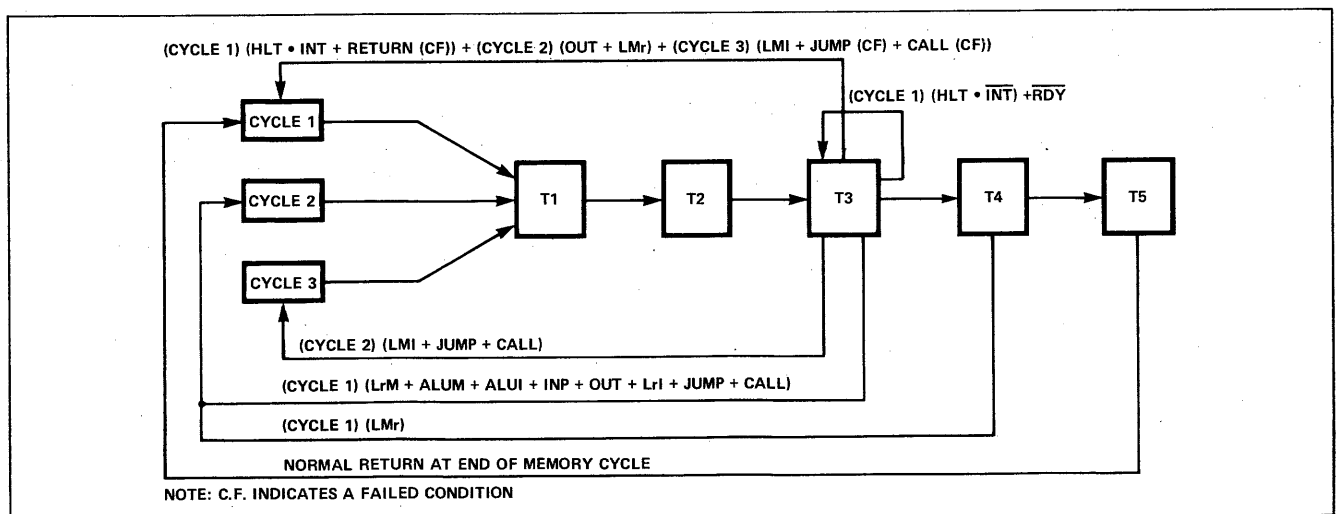 (CYCLE 1) (HLT • INT + RETURN (CF)) + (CYCLE 2) (OUT + LMr) + (CYCLE 3) (LMI + JUMP (CF) + CALL (CF))
(CYCLE 1) (HLT • I̅N̅T̅) +R̅D̅Y̅
CYCLE 1
CYCLE 2
CYCLE 3
T1
T2
T3
T4
T5
(CYCLE 2) (LMI + JUMP + CALL)
(CYCLE 1) (LrM + ALUM + ALUI + INP + OUT + LrI + JUMP + CALL)
(CYCLE 1) (LMr)
NORMAL RETURN AT END OF MEMORY CYCLE
NOTE: C.F. INDICATES A FAILED CONDITION